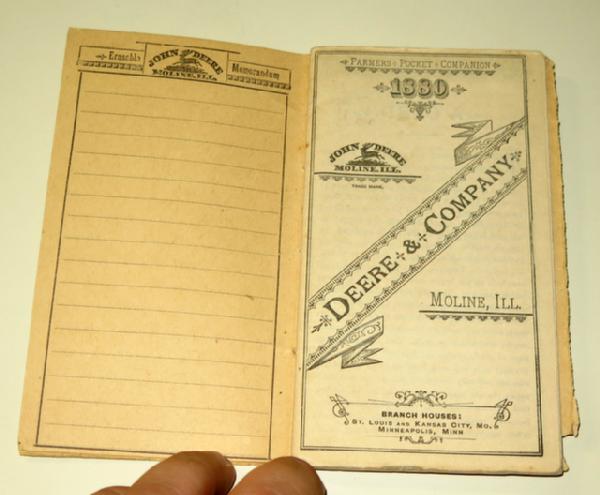 Erasable
JOHN DEERE
MOLINE, ILL.
Memorandum
FARMERS POCKET COMPANION
1880
JOHN DEERE
MOLINE, ILL.
TRADE MARK.
DEERE & COMPANY
MOLINE, ILL.
BRANCH HOUSES:
ST. LOUIS AND KANSAS CITY, MO.
MINNEAPOLIS, MINN